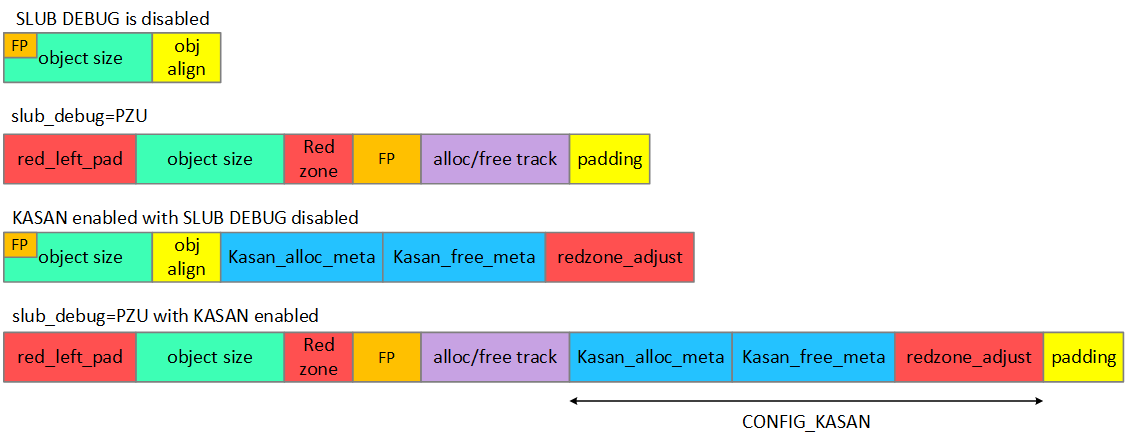 SLUB DEBUG is disabled
FP
object size
obj
align
slub_debug=PZU
red_left_pad
object size
Red
zone
FP
alloc/free track
padding
KASAN enabled with SLUB DEBUG disabled
FP
object size
obj
align
Kasan_alloc_meta
Kasan_free_meta
redzone_adjust
slub_debug=PZU with KASAN enabled
red_left_pad
object size
Red
zone
FP
alloc/free track
Kasan_alloc_meta
Kasan_free_meta
redzone_adjust
padding
CONFIG_KASAN